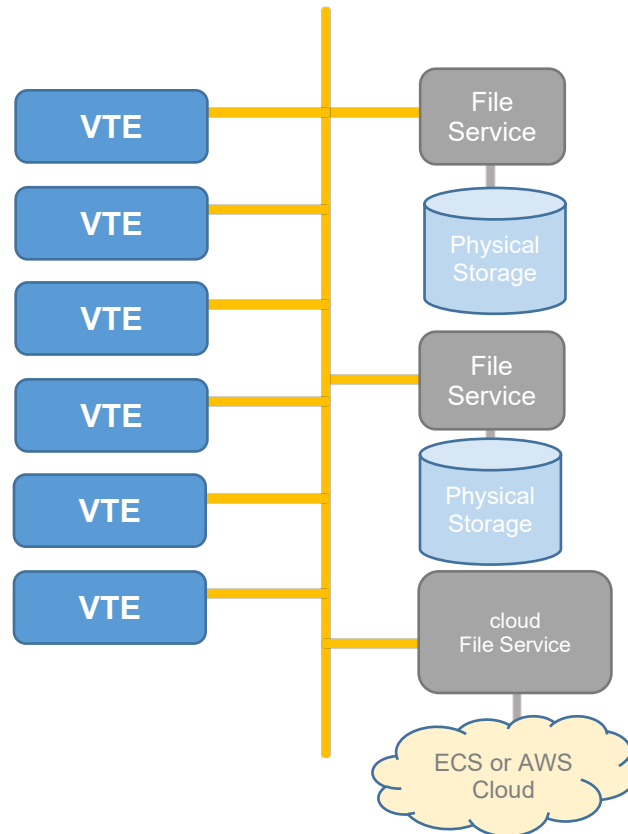 VTE
VTE
VTE
VTE
VTE
VTE
File
Service
Physical
Storage
File
Service
Physical
Storage
cloud
File Service
ECS or AWS
Cloud